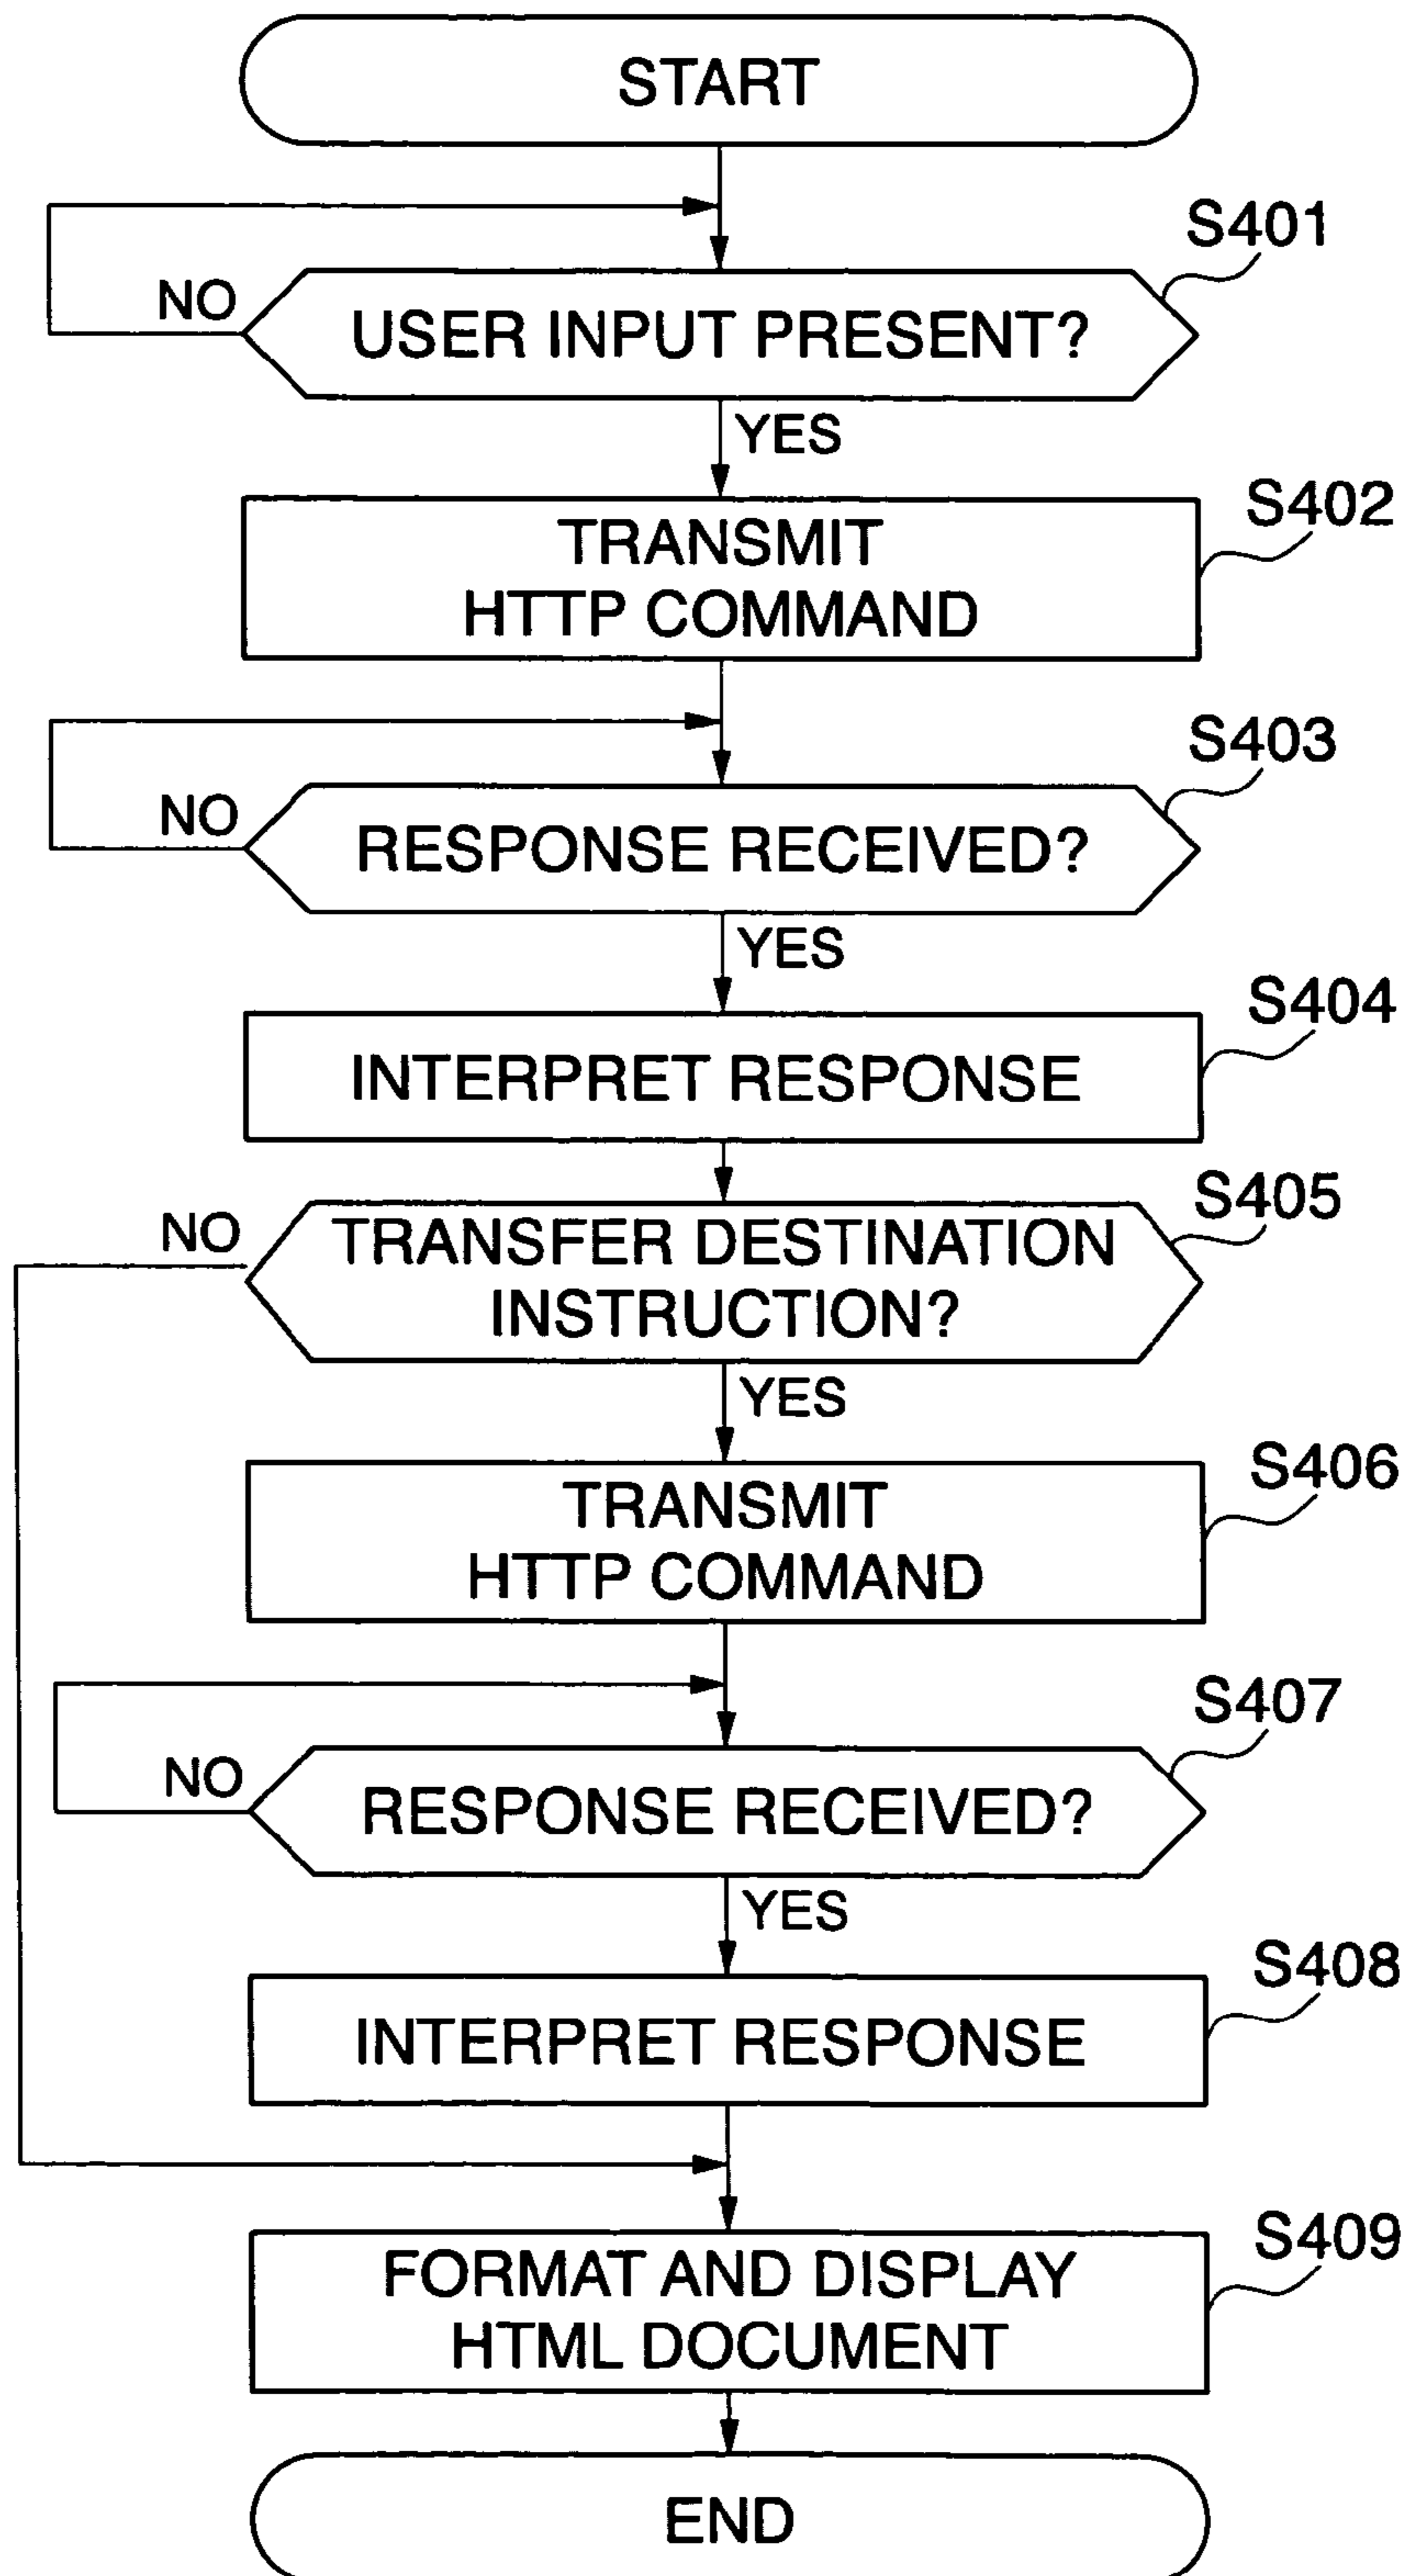 START
S401
NO
USER INPUT PRESENT?
YES
S402
TRANSMIT
HTTP COMMAND
S403
NO
RESPONSE RECEIVED?
YES
S404
INTERPRET RESPONSE
S405
NO
TRANSFER DESTINATION
INSTRUCTION?
YES
S406
TRANSMIT
HTTP COMMAND
S407
NO
RESPONSE RECEIVED?
YES
S408
INTERPRET RESPONSE
S409
FORMAT AND DISPLAY
HTML DOCUMENT
END